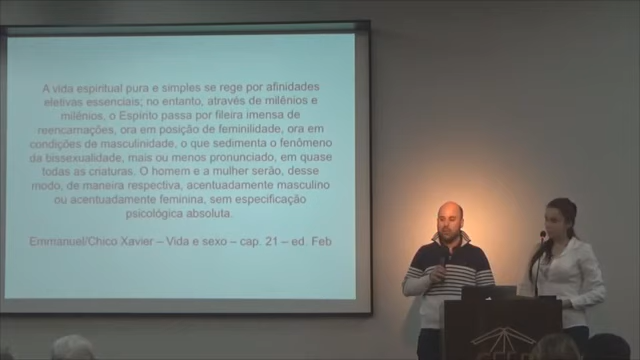 A vida espiritual pura e simples se rege por afinidades
eletivas essenciais; no entanto, através de milênios e
milênios, o Espírito passa por fileira imensa de
reencarnações, ora em posição de feminilidade, ora em
condições de masculinidade, o que sedimenta o fenômeno
da bissexualidade, mais ou menos pronunciado, em quase
todas as criaturas. O homem e a mulher serão, desse
modo, de maneira respectiva, acentuadamente masculino
ou acentuadamente feminina, sem especificação
psicológica absoluta.
Emmanuel/Chico Xavier – Vida e sexo – cap. 21 – ed. Feb